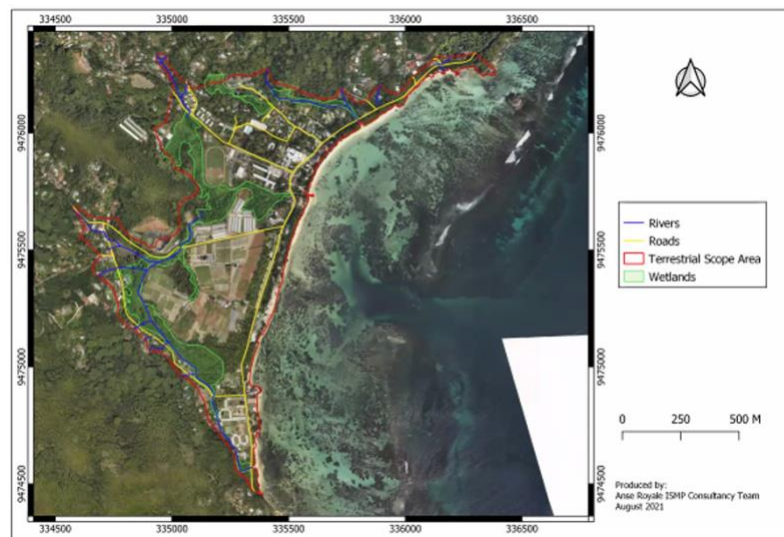 334500 335000 335500 336000 336500
9476000 9476000
9475500 9475500
9475000 9475000
9474500 9474500
334500 335000 335500 336000 336500
Rivers
Roads
Terrestrial Scope Area
Wetlands
0 250 500 M
Produced by:
Anse Royale ISMP Consultancy Team
August 2021